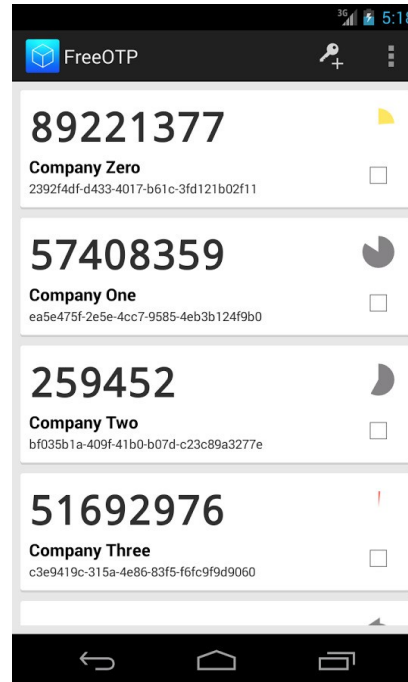 3G 5:18
FreeOTP
89221377
Company Zero
2392f4df-d433-4017-b61c-3fd121b02f11
57408359
Company One
ea5e475f-2e5e-4cc7-9585-4eb3b124f9b0
259452
Company Two
bf035b1a-409f-41b0-b07d-c23c89a3277e
51692976
Company Three
c3e9419c-315a-4e86-83f5-f6fc9f9d9060